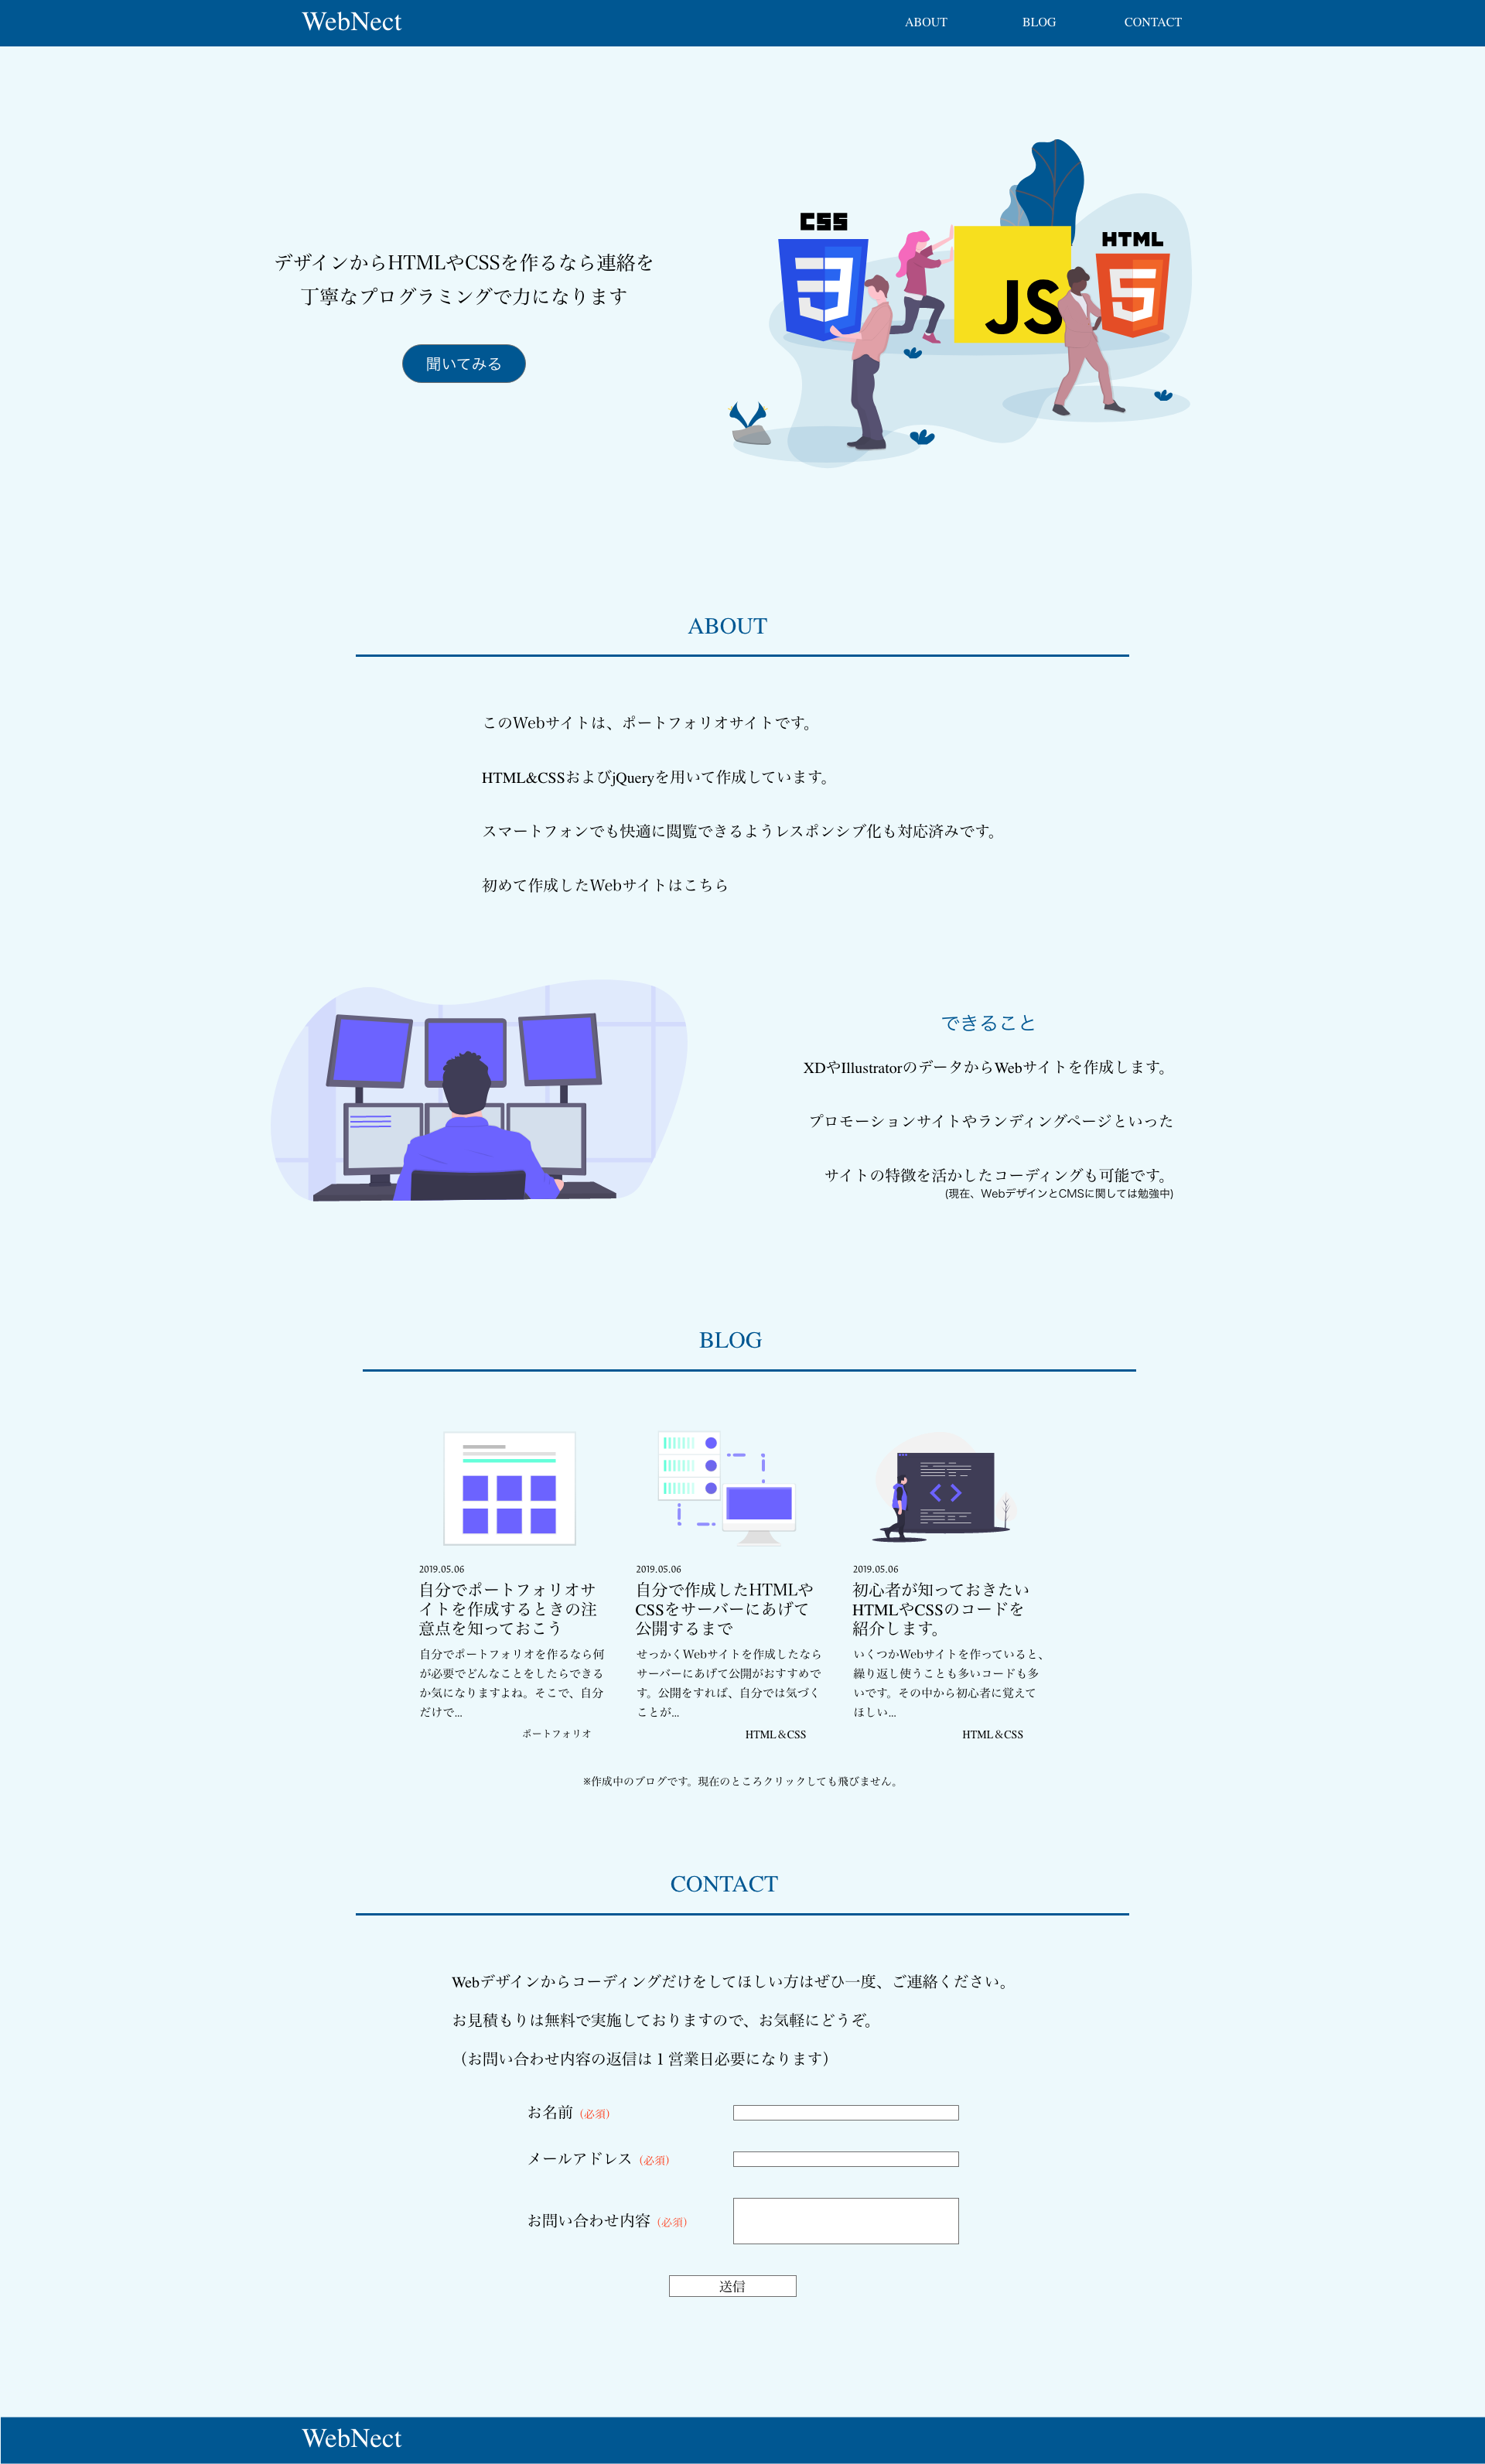 WebNect
ABOUT
BLOG
CONTACT
デザインからHTMLやCSSを作るなら連絡を
丁寧なプログラミングで力になります
聞いてみる
CSS
JS
HTML
ABOUT
このWebサイトは、ポートフォリオサイトです。
HTML&CSSおよびjQueryを用いて作成しています。
スマートフォンでも快適に閲覧できるようレスポンシブ化も対応済みです。
初めて作成したWebサイトはこちら
できること
XDやIllustratorのデータからWebサイトを作成します。
プロモーションサイトやランディングページといった
サイトの特徴を活かしたコーディングも可能です。
(現在、WebデザインとCMSに関しては勉強中)
BLOG
2019.05.06
自分でポートフォリオサ
イトを作成するときの注
意点を知っておこう
自分でポートフォリオを作るなら何
が必要でどんなことをしたらできる
か気になりますよね。そこで、自分
だけで...
ポートフォリオ
2019.05.06
自分で作成したHTMLや
CSSをサーバーにあげて
公開するまで
せっかくWebサイトを作成したなら
サーバーにあげて公開がおすすめで
す。公開をすれば、自分では気づく
ことが...
HTML＆CSS
2019.05.06
初心者が知っておきたい
HTMLやCSSのコードを
紹介します。
いくつかWebサイトを作っていると、
繰り返し使うことも多いコードも多
いです。その中から初心者に覚えて
ほしい...
HTML＆CSS
※作成中のブログです。現在のところクリックしても飛びません。
CONTACT
Webデザインからコーディングだけをしてほしい方はぜひ一度、ご連絡ください。
お見積もりは無料で実施しておりますので、お気軽にどうぞ。
（お問い合わせ内容の返信は１営業日必要になります）
お名前（必須）
メールアドレス（必須）
お問い合わせ内容（必須）
送信
WebNect